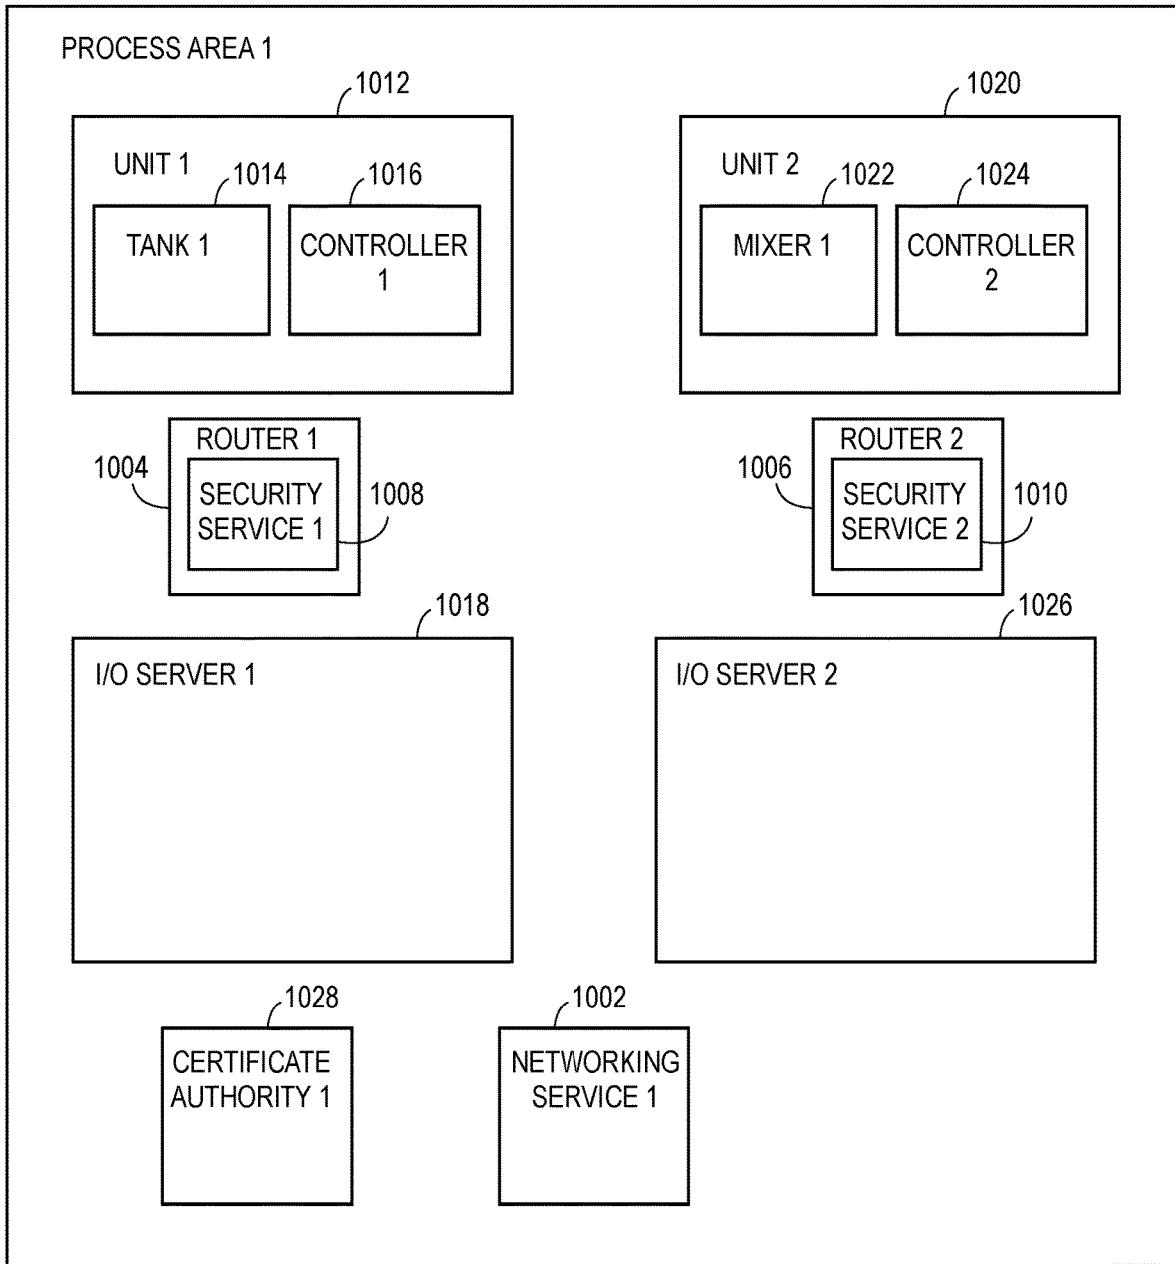 PROCESS AREA 1
1012
1020
UNIT 1
1014
1016
UNIT 2
1022
1024
TANK 1
CONTROLLER
1
MIXER 1
CONTROLLER
2
ROUTER 1
1004
SECURITY
SERVICE 1
1008
ROUTER 2
1006
SECURITY
SERVICE 2
1010
1018
1026
I/O SERVER 1
I/O SERVER 2
1028
1002
CERTIFICATE
AUTHORITY 1
NETWORKING
SERVICE 1